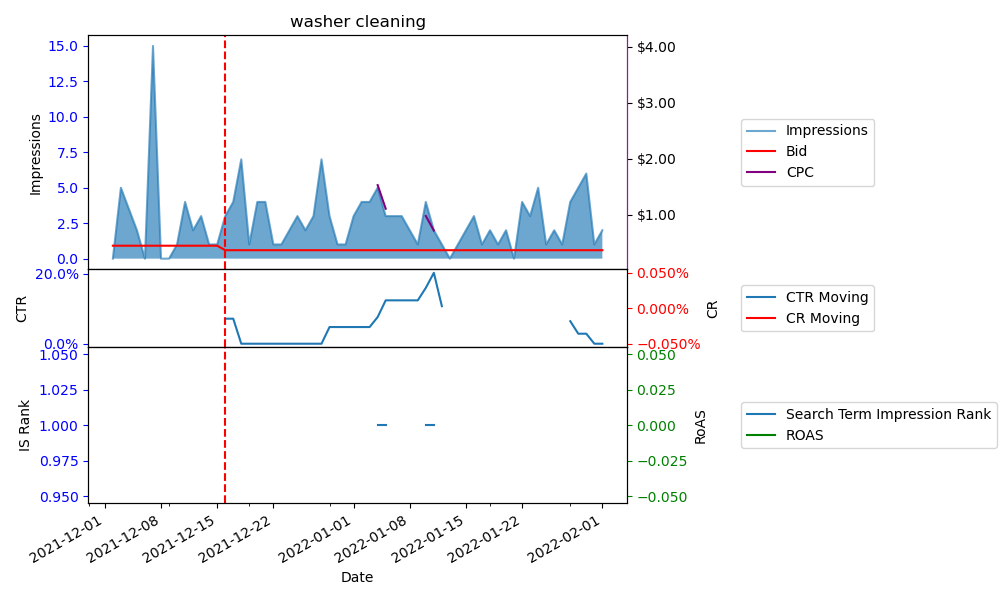 washer cleaning
15.0
12.5
10.0
7.5
5.0
2.5
0.0
Impressions
$4.00
$3.00
$2.00
$1.00
Impressions
Bid
CPC
20.0%
0.0%
CTR
0.050%
0.000%
−0.050%
CR
CTR Moving
CR Moving
1.050
1.025
1.000
0.975
0.950
IS Rank
0.050
0.025
0.000
−0.025
−0.050
RoAS
Search Term Impression Rank
ROAS
2021-12-01
2021-12-08
2021-12-15
2021-12-22
2022-01-01
2022-01-08
2022-01-15
2022-01-22
2022-02-01
Date